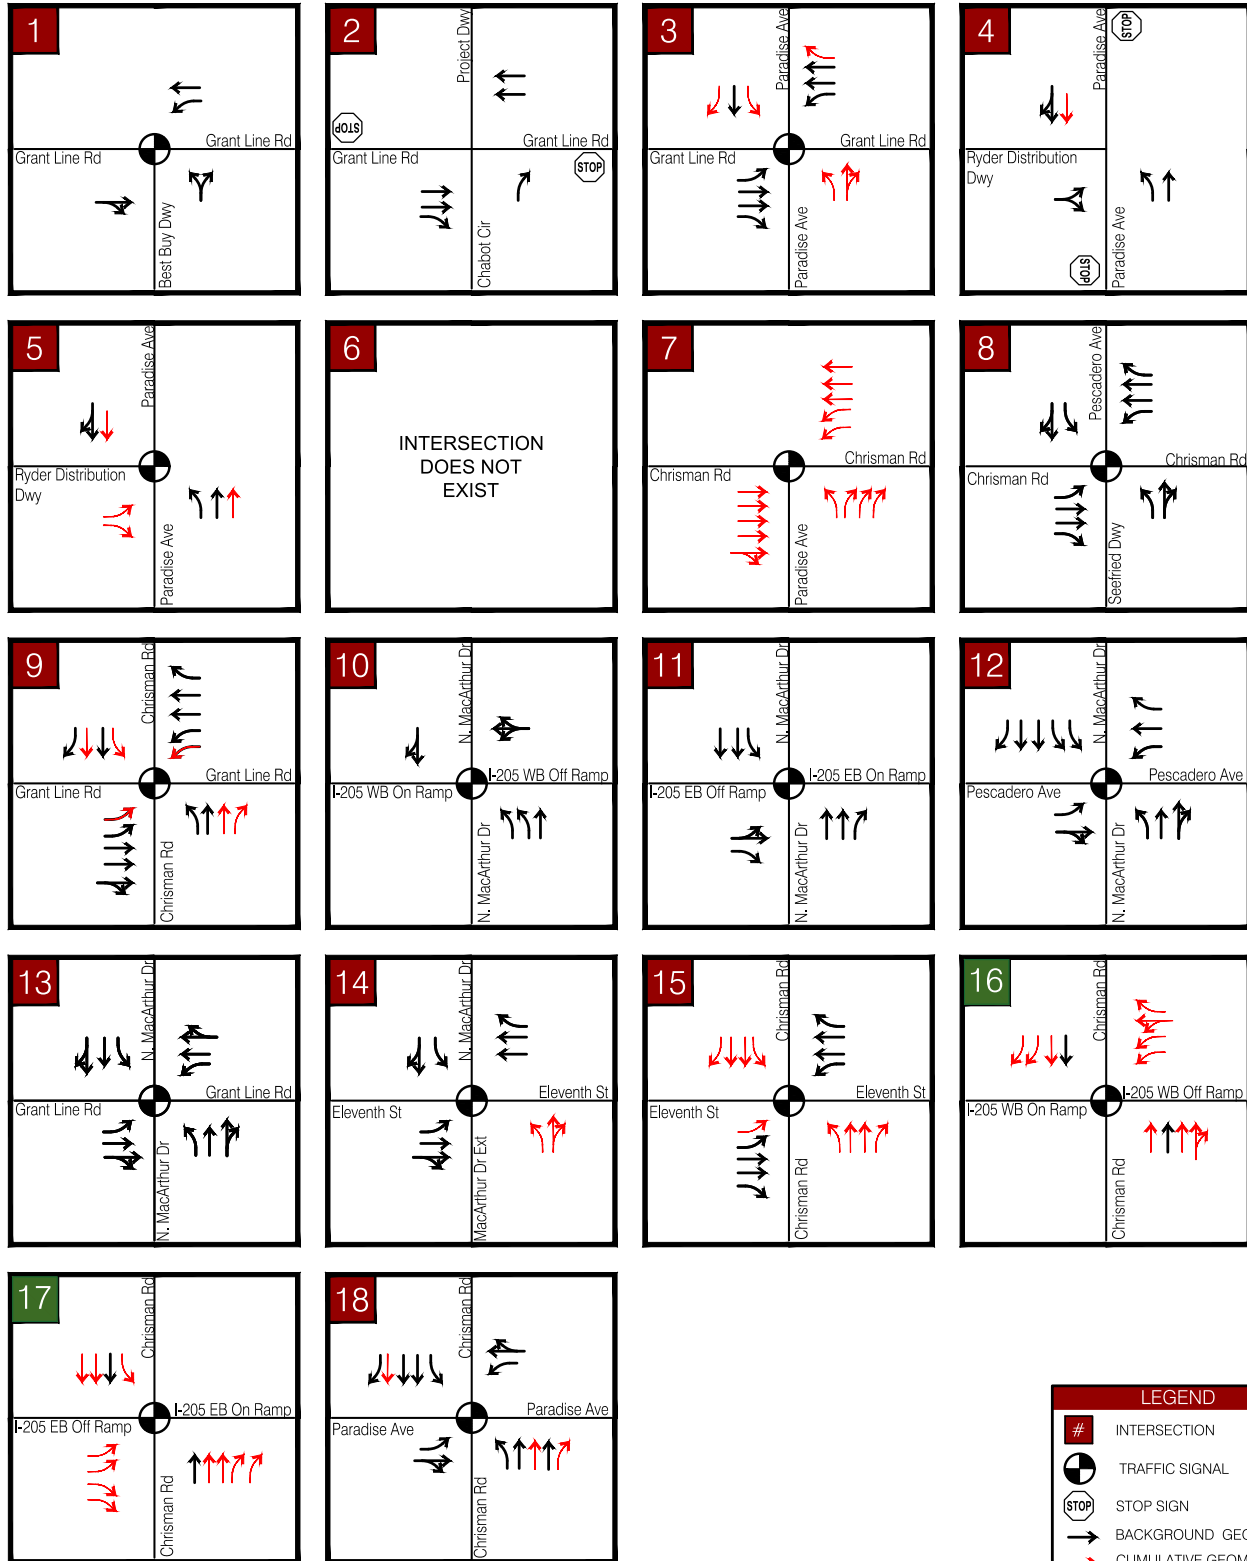 1
Grant Line Rd
Grant Line Rd
Best Buy Dwy
2
Project Dwy
STOP
Grant Line Rd
Grant Line Rd
STOP
Chabot Cir
3
Paradise Ave
Grant Line Rd
Grant Line Rd
Paradise Ave
4
Paradise Ave
STOP
Ryder Distribution
Dwy
STOP
Paradise Ave
5
Paradise Ave
Ryder Distribution
Dwy
Paradise Ave
6
INTERSECTION
DOES NOT
EXIST
7
Chrisman Rd
Chrisman Rd
Paradise Ave
8
Pescadero Ave
Chrisman Rd
Chrisman Rd
Seefried Dwy
9
Chrisman Rd
Grant Line Rd
Grant Line Rd
Chrisman Rd
10
N. MacArthur Dr
I-205 WB Off Ramp
I-205 WB On Ramp
N. MacArthur Dr
11
N. MacArthur Dr
I-205 EB On Ramp
I-205 EB Off Ramp
N. MacArthur Dr
12
N. MacArthur Dr
Pescadero Ave
Pescadero Ave
N. MacArthur Dr
13
N. MacArthur Dr
Grant Line Rd
Grant Line Rd
N. MacArthur Dr
14
N. MacArthur Dr
Eleventh St
Eleventh St
MacArthur Dr Ext
15
Chrisman Rd
Eleventh St
Eleventh St
Chrisman Rd
16
Chrisman Rd
I-205 WB Off Ramp
I-205 WB On Ramp
Chrisman Rd
17
Chrisman Rd
I-205 EB On Ramp
I-205 EB Off Ramp
Chrisman Rd
18
Chrisman Rd
Paradise Ave
Paradise Ave
Chrisman Rd
LEGEND
# INTERSECTION
TRAFFIC SIGNAL
STOP STOP SIGN
BACKGROUND
CUMULATIVE